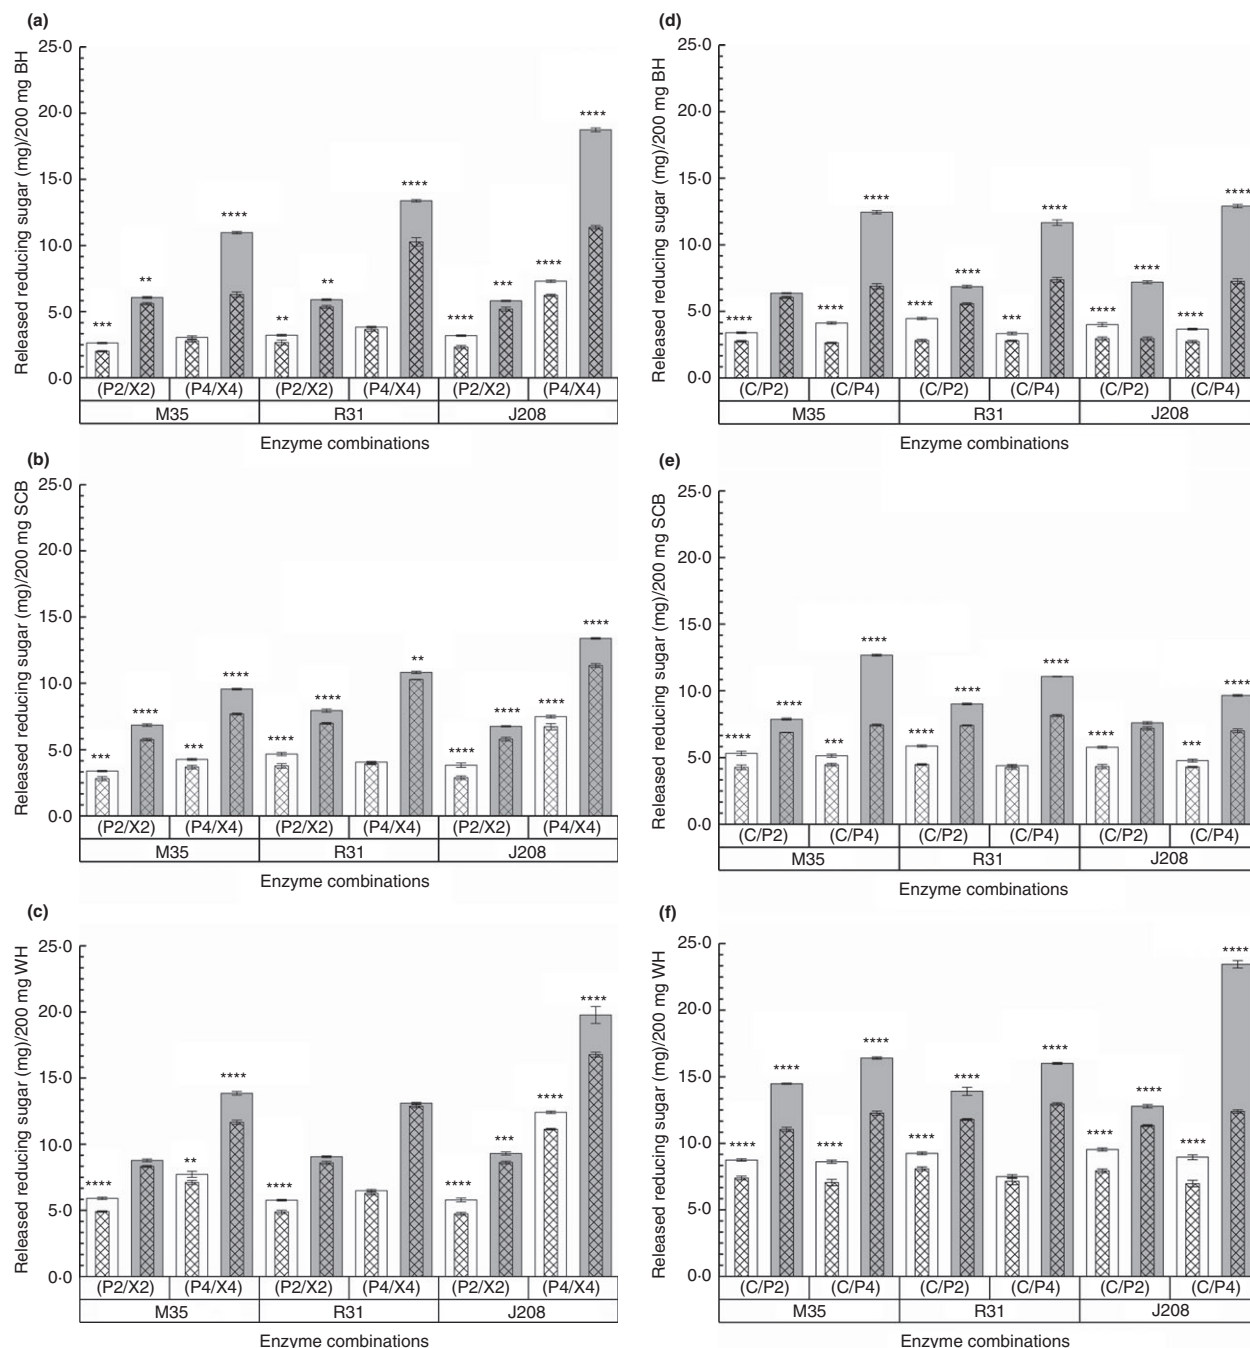 (a)
Released reducing sugar (mg)/200 mg BH
25·0
20·0
15·0
10·0
5·0
0·0
*** ** **** ** ** **** **** *** **** ****
(P2/X2) (P4/X4) (P2/X2) (P4/X4) (P2/X2) (P4/X4)
M35 R31 J208
Enzyme combinations
(b)
Released reducing sugar (mg)/200 mg SCB
25·0
20·0
15·0
10·0
5·0
0·0
*** **** *** **** **** **** ** **** **** **** ****
(P2/X2) (P4/X4) (P2/X2) (P4/X4) (P2/X2) (P4/X4)
M35 R31 J208
Enzyme combinations
(c)
Released reducing sugar (mg)/200 mg WH
25·0
20·0
15·0
10·0
5·0
0·0
**** ** **** **** **** *** **** ****
(P2/X2) (P4/X4) (P2/X2) (P4/X4) (P2/X2) (P4/X4)
M35 R31 J208
Enzyme combinations
(d)
Released reducing sugar (mg)/200 mg BH
25·0
20·0
15·0
10·0
5·0
0·0
**** **** **** **** **** *** **** **** **** **** ****
(C/P2) (C/P4) (C/P2) (C/P4) (C/P2) (C/P4)
M35 R31 J208
Enzyme combinations
(e)
Released reducing sugar (mg)/200 mg SCB
25·0
20·0
15·0
10·0
5·0
0·0
**** **** *** **** **** **** **** **** *** ****
(C/P2) (C/P4) (C/P2) (C/P4) (C/P2) (C/P4)
M35 R31 J208
Enzyme combinations
(f)
Released reducing sugar (mg)/200 mg WH
25·0
20·0
15·0
10·0
5·0
0·0
**** **** **** **** **** **** **** **** **** **** ****
(C/P2) (C/P4) (C/P2) (C/P4) (C/P2) (C/P4)
M35 R31 J208
Enzyme combinations